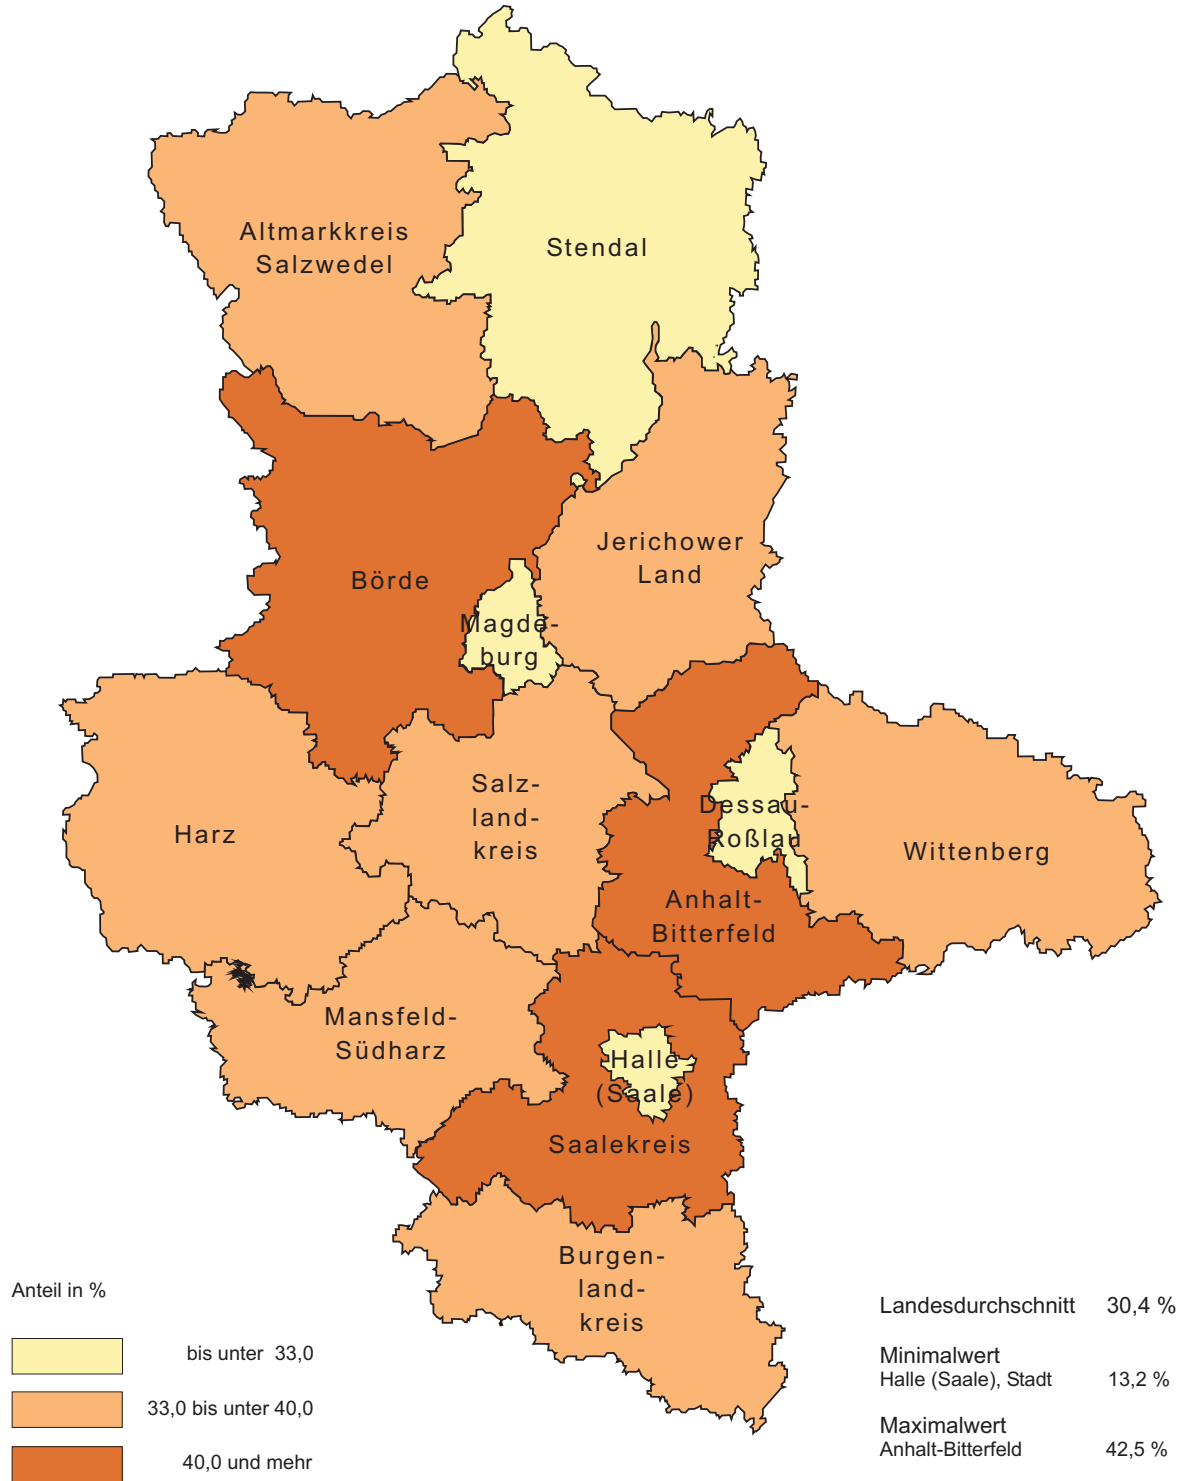 Altmarkkreis
Salzwedel
Stendal
Jerichower
Land
Börde
Magde-
burg
Salz-
land-
kreis
Dessau-
Roßlau
Harz
Wittenberg
Anhalt-
Bitterfeld
Mansfeld-
Südharz
Halle
(Saale)
Saalekreis
Burgen-
land-
kreis
Anteil in %
bis unter 33,0
33,0 bis unter 40,0
40,0 und mehr
Landesdurchschnitt 30,4 %
Minimalwert
Halle (Saale), Stadt 13,2 %
Maximalwert
Anhalt-Bitterfeld 42,5 %